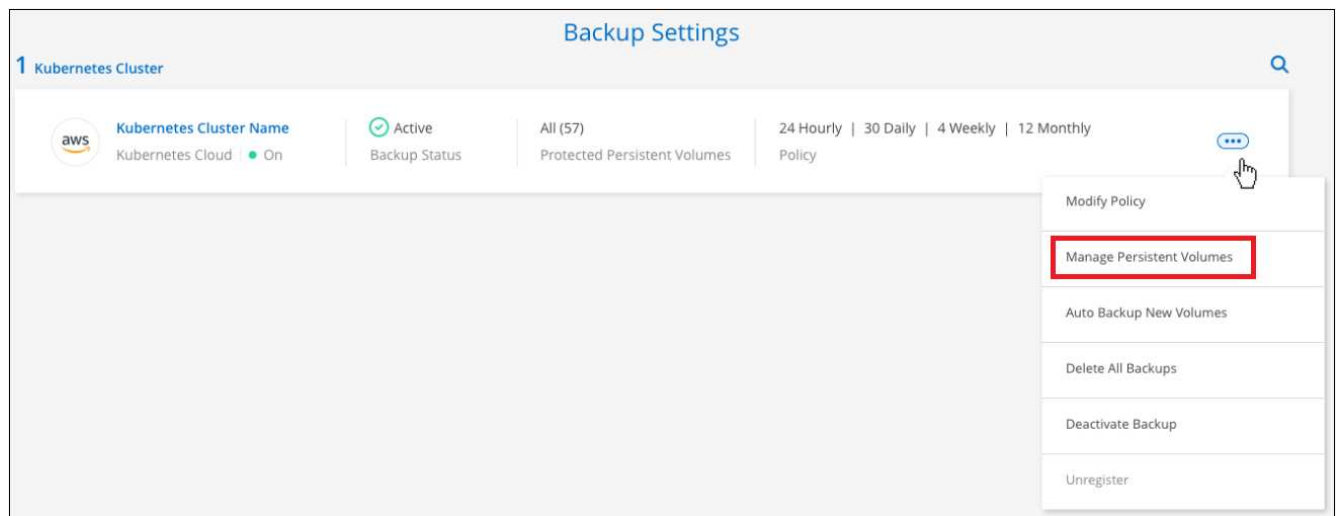 Backup Settings
1 Kubernetes Cluster
aws
Kubernetes Cluster Name
Active
All (57)
24 Hourly | 30 Daily | 4 Weekly | 12 Monthly
Kubernetes Cloud
On
Backup Status
Protected Persistent Volumes
Policy
Modify Policy
Manage Persistent Volumes
Auto Backup New Volumes
Delete All Backups
Deactivate Backup
Unregister